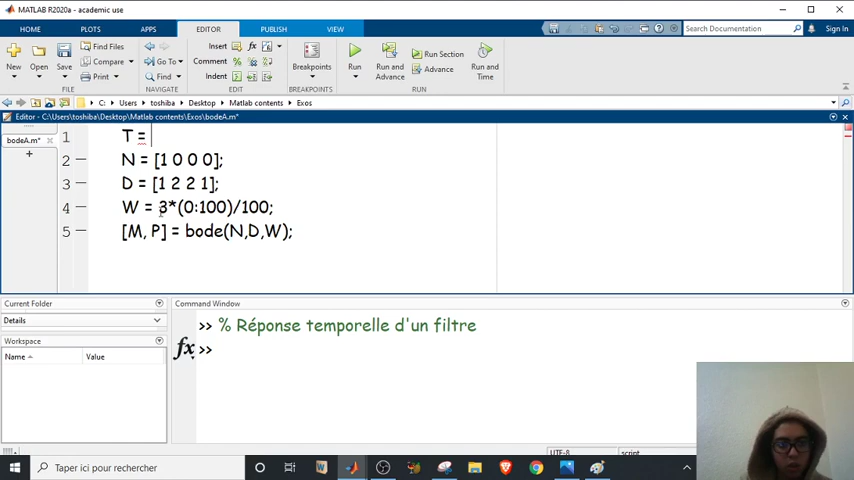 MATLAB R2020a - academic use
HOME PLOTS APPS EDITOR PUBLISH VIEW Search Documentation Sign In
New Open Save Find Files Compare Print Go To Find Insert Comment Indent Breakpoints Run Run and Advance Run Section Advance Run and Time
FILE NAVIGATE EDIT BREAKPOINTS RUN
C: Users toshiba Desktop Matlab contents Exos
Editor - C:\Users\toshiba\Desktop\Matlab contents\Exos\bodeA.m*
bodeA.m*
1 T =
2 N = [1 0 0 0];
3 D = [1 2 2 1];
4 W = 3*(0:100)/100;
5 [M, P] = bode(N,D,W);
Current Folder Command Window
Details
Workspace
Name Value
>> % Réponse temporelle d'un filtre
fx >>
UTF-8 script
Taper ici pour rechercher